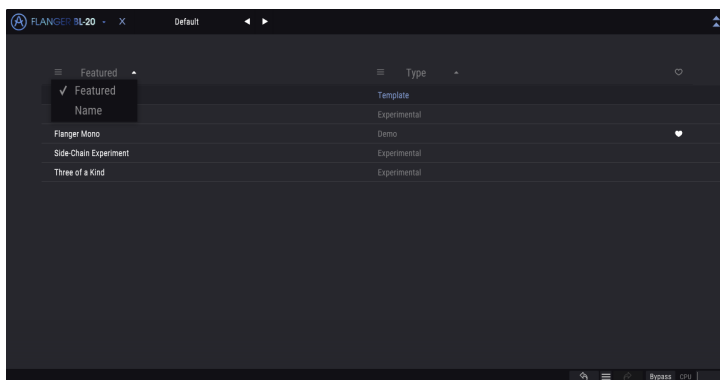 FLANGER BL-20 - X Default
Featured Type
✓ Featured Template
Name Experimental
Flanger Mono Demo
Side-Chain Experiment Experimental
Three of a Kind Experimental
Bypass CPU